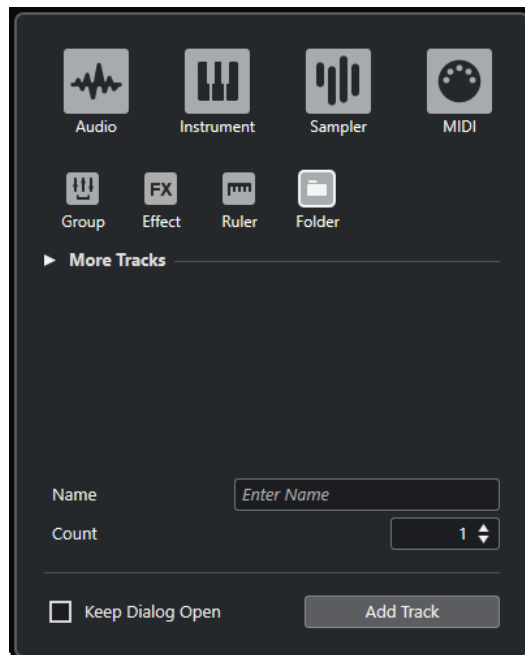 Audio Instrument Sampler MIDI
FX
Group Effect Ruler Folder
More Tracks
Name Enter Name
Count 1
Keep Dialog Open Add Track